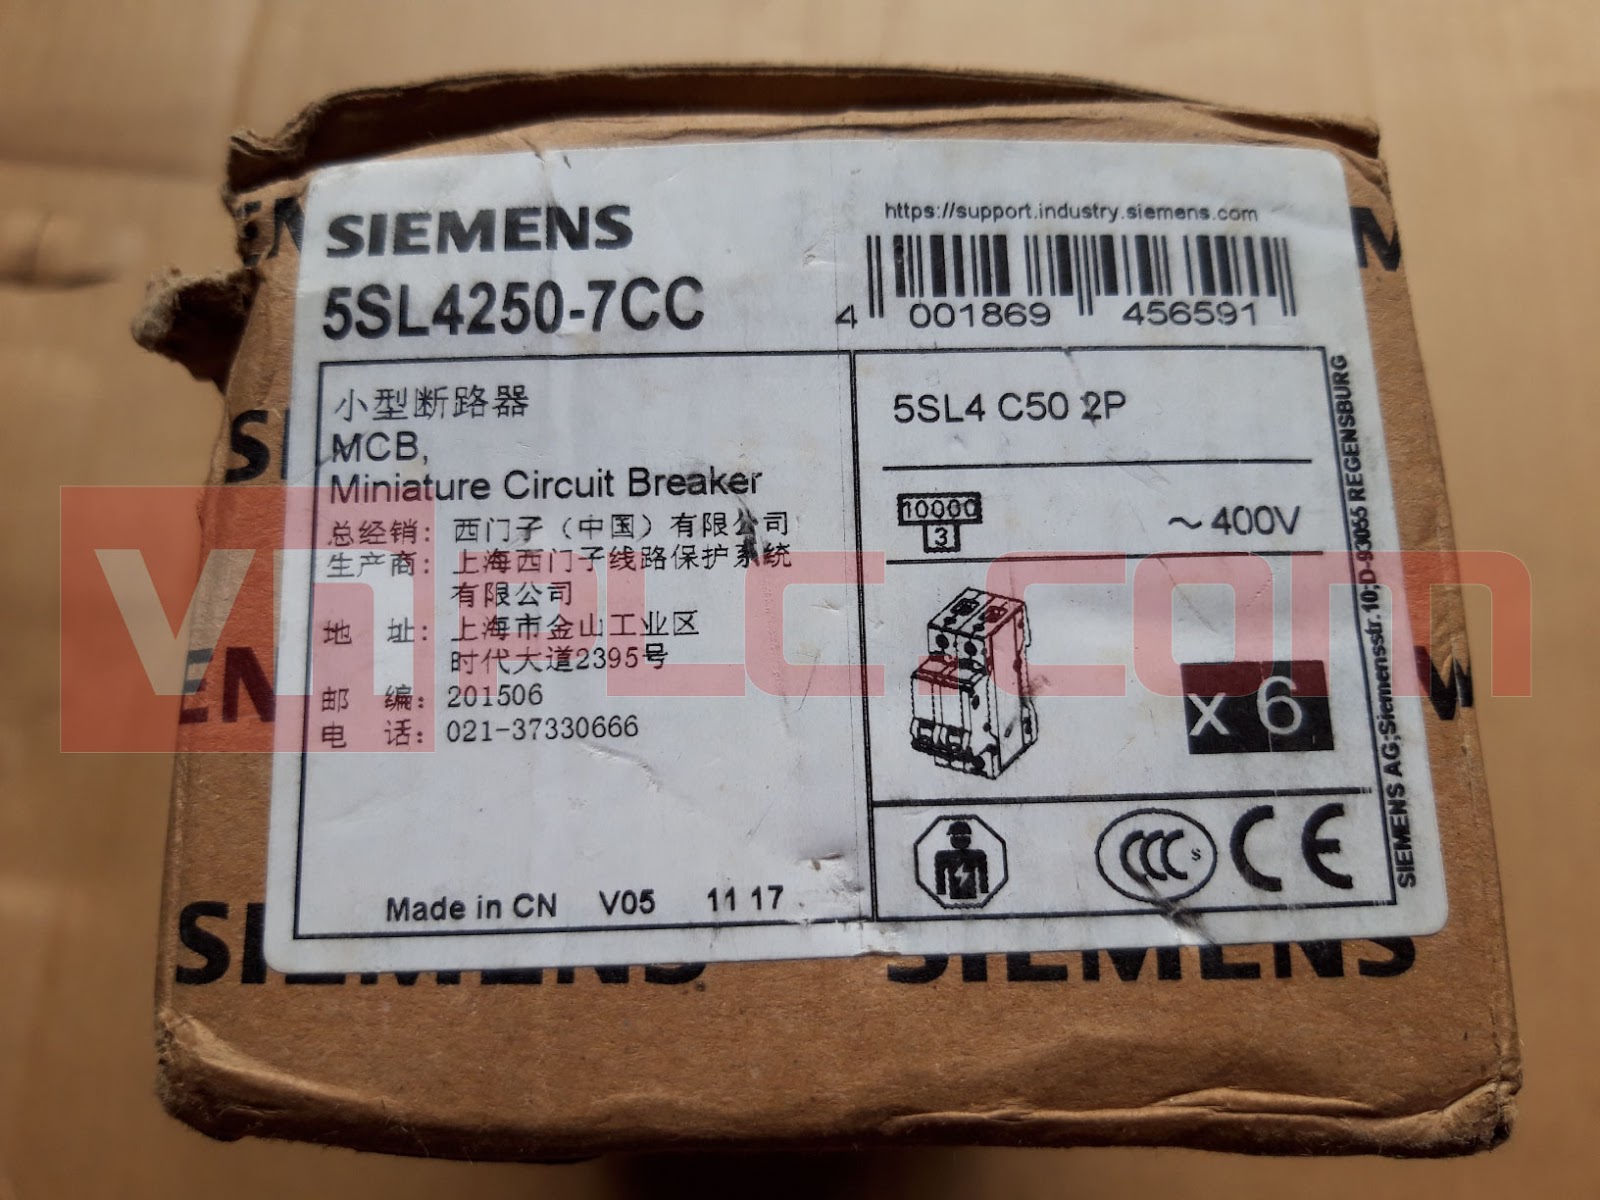 SIEMENS
https://support.industry.siemens.com
5SL4250-7CC
4 001869 456591
小型断路器
MCB,
Miniature Circuit Breaker
总经销: 西门子(中国)有限公司
生产商: 上海西门子线路保护系统
有限公司
地 址: 上海市金山工业区
时代大道2395号
邮 编: 201506
电 话: 021-37330666
Made in CN V05 11 17
5SL4 C50 2P
10000
3
~400V
x 6
CCC S CE
SIEMENS AG;Siemensstr.10;D-93055 REGENSBURG
SIEMENS SIEMENS
vnplc.com